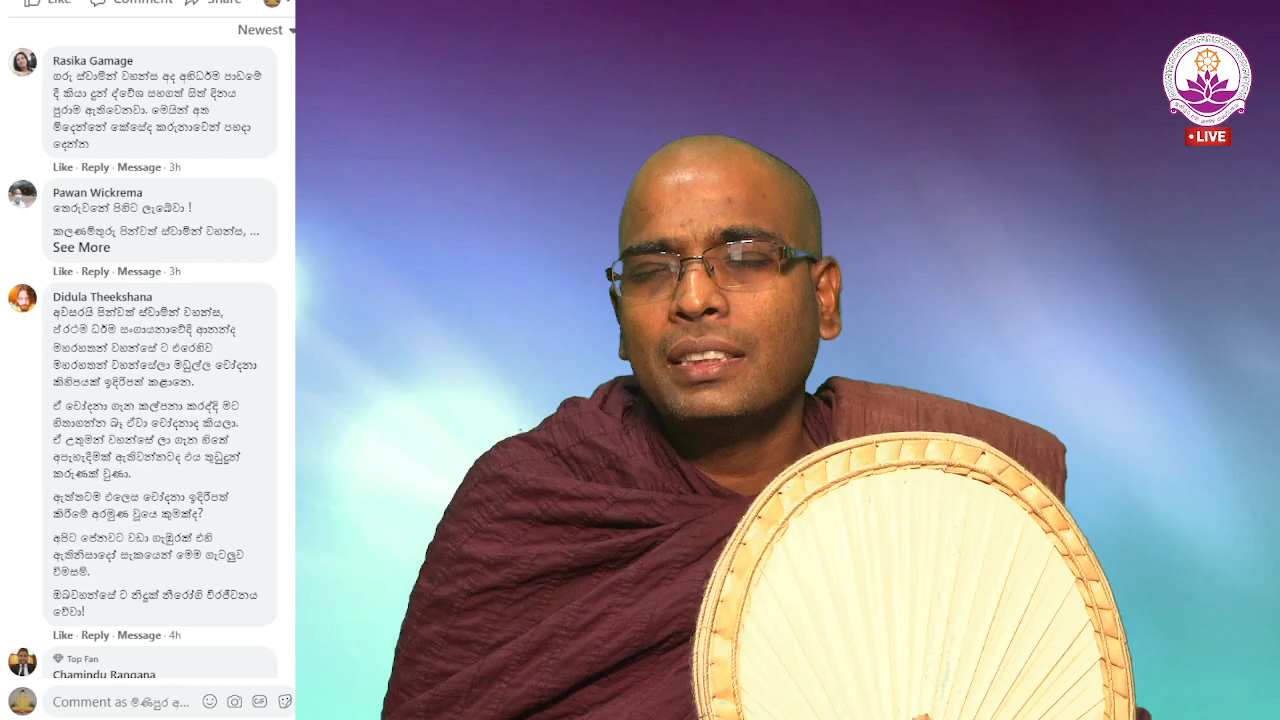 Like
Comment
Share
Newest
Rasika Gamage
ගරු ස්වාමින් වහන්ස අද අභිධර්ම පාඩමේ
දී කියා දුන් ද්වේශ සහගත් සිත් දිනය
පුරාම ඇතිවෙනවා. මෙයින් අත
මිදෙන්නේ කේසේද කරුනාවෙන් පහදා
දෙන්න
Like · Reply · Message · 3h
Pawan Wickrema
තෙරුවනේ පිහිට ලැබේවා !
කලණමිතුරු පින්වත් ස්වාමින් වහන්ස, ...
See More
Like · Reply · Message · 3h
Didula Theekshana
අවසරයි පින්වත් ස්වාමින් වහන්ස,
ප්‍රථම ධර්ම සංගායනාවේදී ආනන්ද
මහරහතන් වහන්සේ ට එරෙහිව
මහරහතන් වහන්සේලා මඩුල්ල චෝදනා
කිහිපයක් ඉදිරිපත් කළානෙ.
ඒ චෝදනා ගැන කල්පනා කරද්දි මට
හිතාගන්න බෑ ඒවා චෝදනාද කියලා.
ඒ උතුමන් වහන්සේ ලා ගැන හිතේ
අපැහැදීමක් ඇතිවන්නටද එය තුඩුදුන්
කරුණක් වුණා.
ඇත්තටම එලෙස චෝදනා ඉදිරිපත්
කිරීමේ අරමුණ වූයෙ කුමක්ද?
අපිට පේනවට වඩා ගැඹුරක් එහි
ඇතිනිසාදෝ සැකයෙන් මෙම ගැටලුව
විමසමි.
ඔබවහන්සේ ට නිදුක් නිරෝගි චිරජීවනය
වේවා!
Like · Reply · Message · 4h
Top Fan
Chamindu Rangana
Comment as මිණිපුර අ...
GIF
LIVE